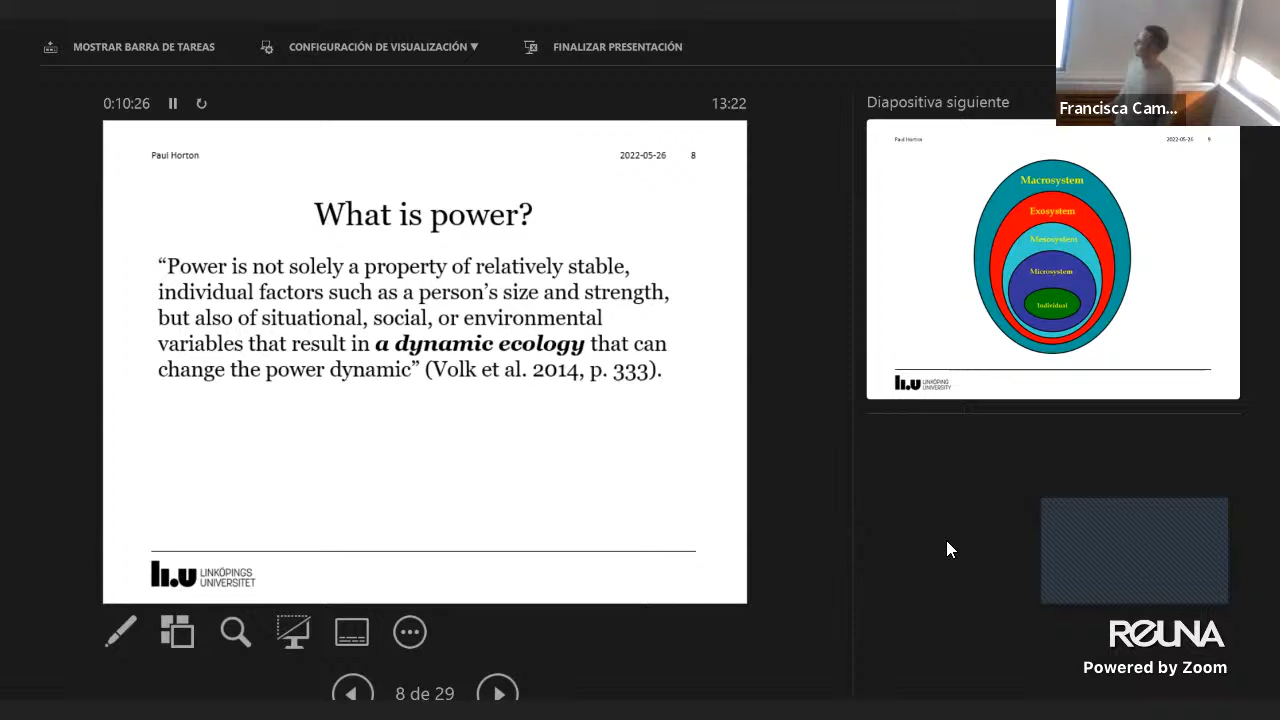 MOSTRAR BARRA DE TAREAS
CONFIGURACIÓN DE VISUALIZACIÓN ▼
FINALIZAR PRESENTACIÓN
Francisca Cam...
0:10:26
13:22
Diapositiva siguiente
Paul Horton
2022-05-26
8
What is power?
“Power is not solely a property of relatively stable,
individual factors such as a person’s size and strength,
but also of situational, social, or environmental
variables that result in a dynamic ecology that can
change the power dynamic” (Volk et al. 2014, p. 333).
LINKÖPINGS
UNIVERSITET
Paul Horton
2022-05-26
9
Macrosystem
Exosystem
Mesosystem
Microsystem
Individual
li.u LINKÖPING
UNIVERSITY
8 de 29
REUNA
Powered by Zoom